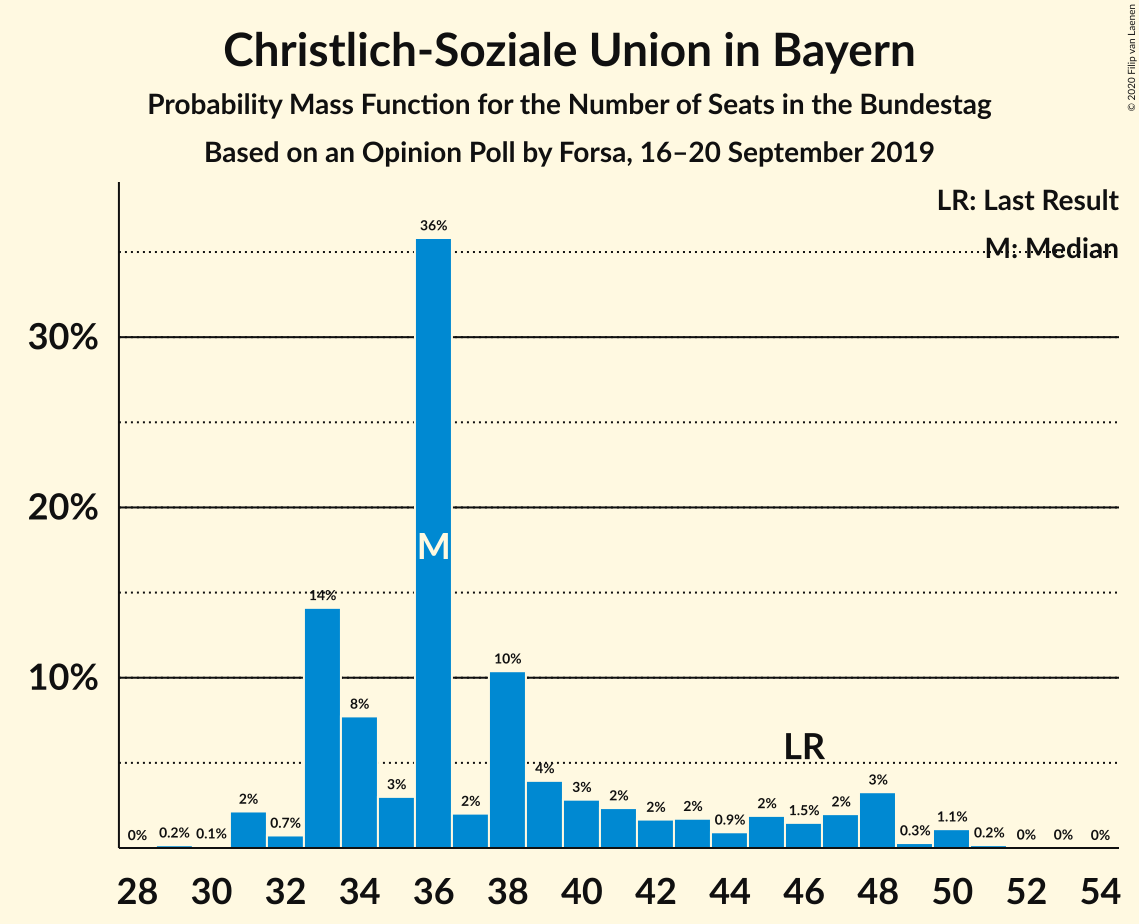 Christlich-Soziale Union in Bayern
Probability Mass Function for the Number of Seats in the Bundestag
Based on an Opinion Poll by Forsa, 16–20 September 2019
© 2020 Filip van Laenen
LR: Last Result
M: Median
36%
30%
20%
M
14%
10%
10%
8%
LR
4%
3%
3%
3%
2%
2%
2%
2%
2%
2%
2%
1.5%
1.1%
0.9%
0.7%
0% 0.2% 0.1% 0.3% 0.2% 0% 0% 0%
28 30 32 34 36 38 40 42 44 46 48 50 52 54